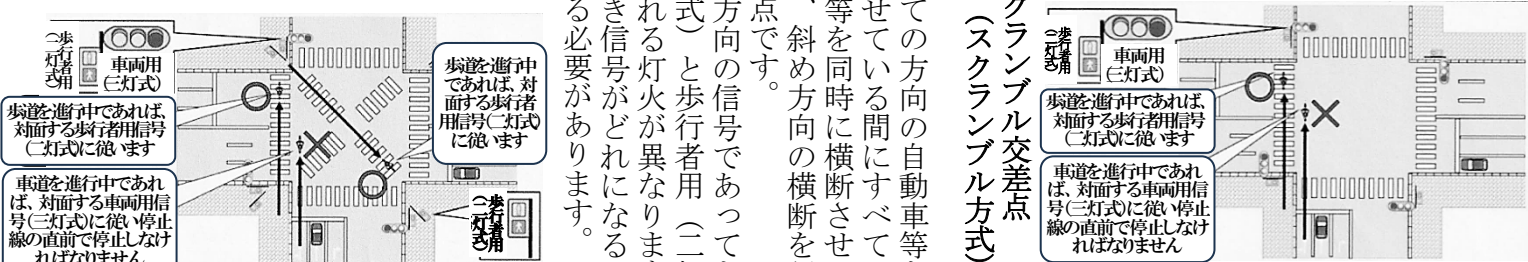 歩行者用
(二灯式)
車両用
(三灯式)
歩道を進行中であれば、
対面する歩行者用信号
(二灯式)に従います
車道を進行中であれ
ば、対面する車両用信
号(三灯式)に従い停止
線の直前で停止しなけ
ればなりません
クランブル交差点
(スクランブル方式)
ての方向の自動車等
せている間にすべて
等を同時に横断させ
、斜め方向の横断を
点です。
方向の信号であって
式)と歩行者用(二
れる灯火が異なりま
き信号がどれになる
る必要があります。
歩道を進行中
であれば、対
面する歩行者
用信号(二灯式)
に従います
歩行者用
(二灯式)
歩行者用
(二灯式)
車両用
(三灯式)
歩道を進行中であれば、
対面する歩行者用信号
(二灯式)に従います
車道を進行中であれ
ば、対面する車両用信
号(三灯式)に従い停止
線の直前で停止しなけ
ればなりません